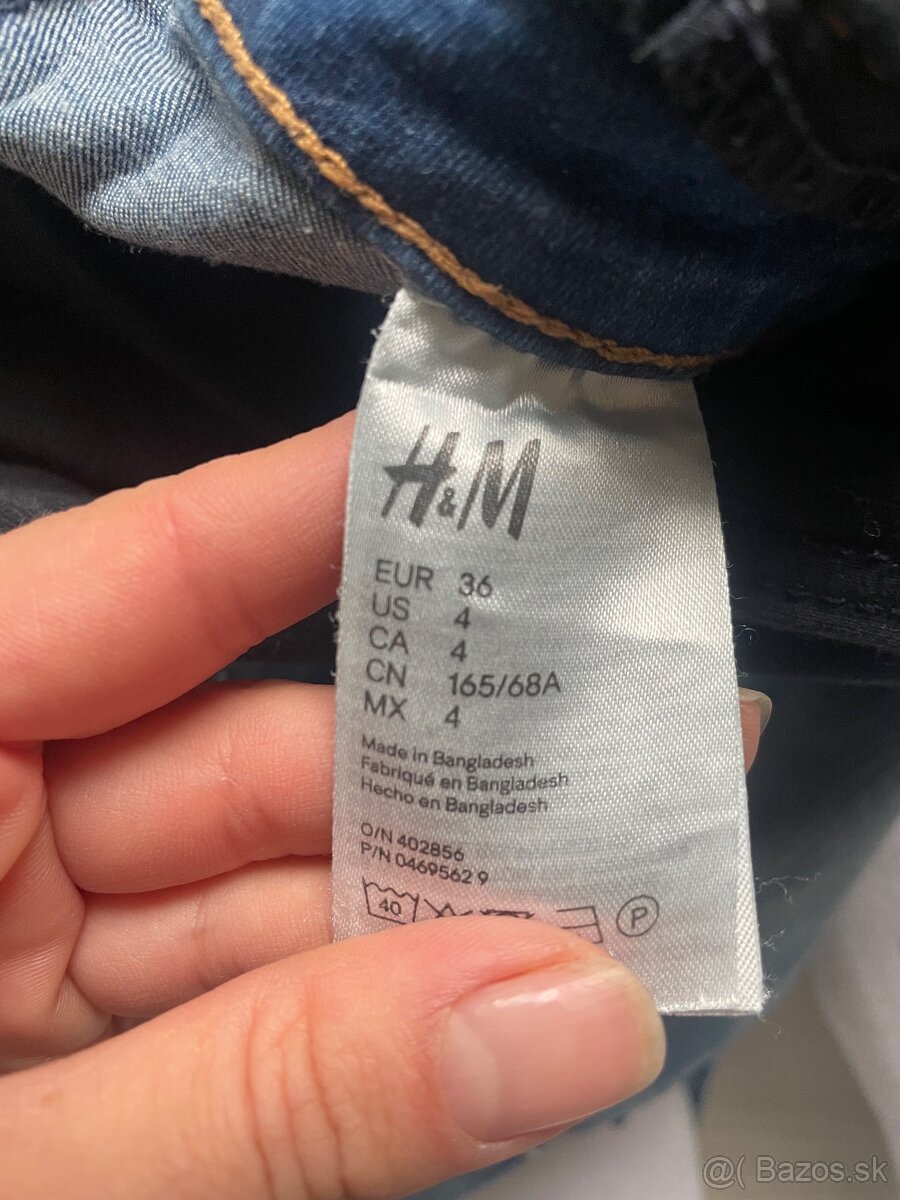 H&M
EUR 36
US 4
CA 4
CN 165/68A
MX 4
Made in Bangladesh
Fabriqué en Bangladesh
Hecho en Bangladesh
O/N 402856
P/N 0469562 9
40
P
@( Bazos.sk